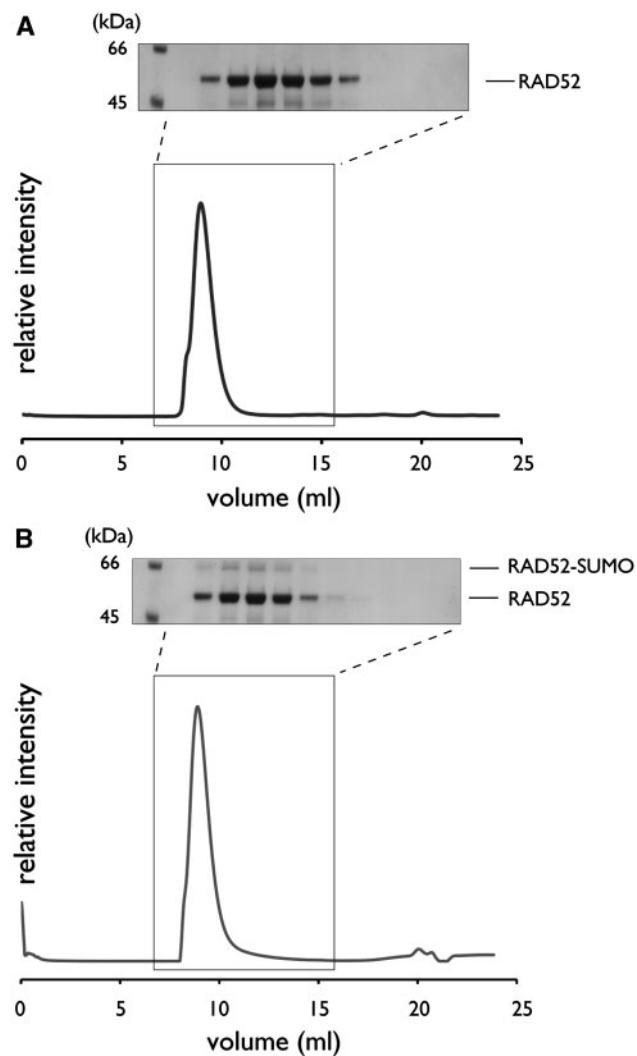 A
(kDa)
66
45
RAD52
relative intensity
0 5 10 15 20 25
volume (ml)
B
(kDa)
66
45
RAD52-SUMO
RAD52
relative intensity
0 5 10 15 20 25
volume (ml)